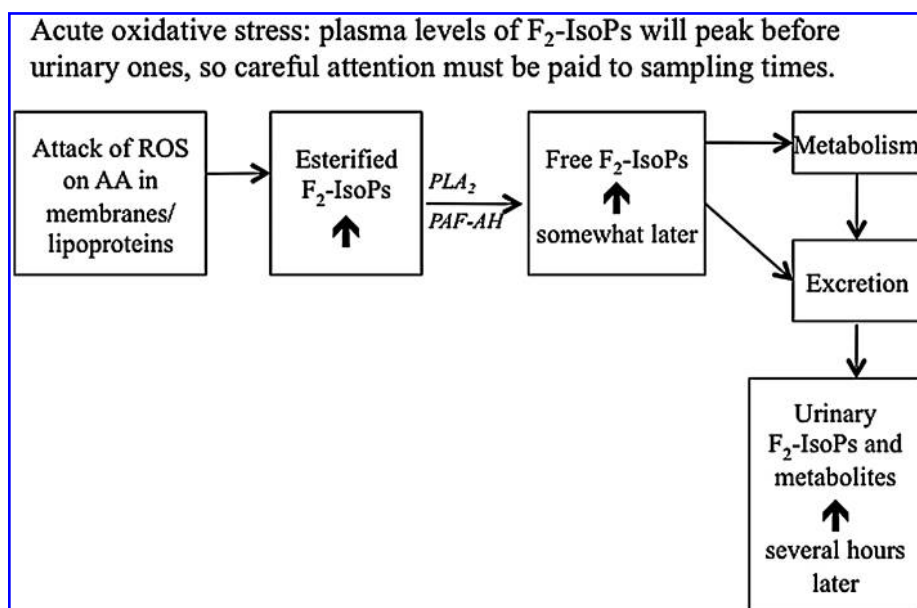 Acute oxidative stress: plasma levels of F₂-IsoPs will peak before
urinary ones, so careful attention must be paid to sampling times.
Attack of ROS
on AA in
membranes/
lipoproteins
Esterified
F₂-IsoPs
PLA₂
PAF-AH
Free F₂-IsoPs
somewhat later
Metabolism
Excretion
Urinary
F₂-IsoPs and
metabolites
several hours
later